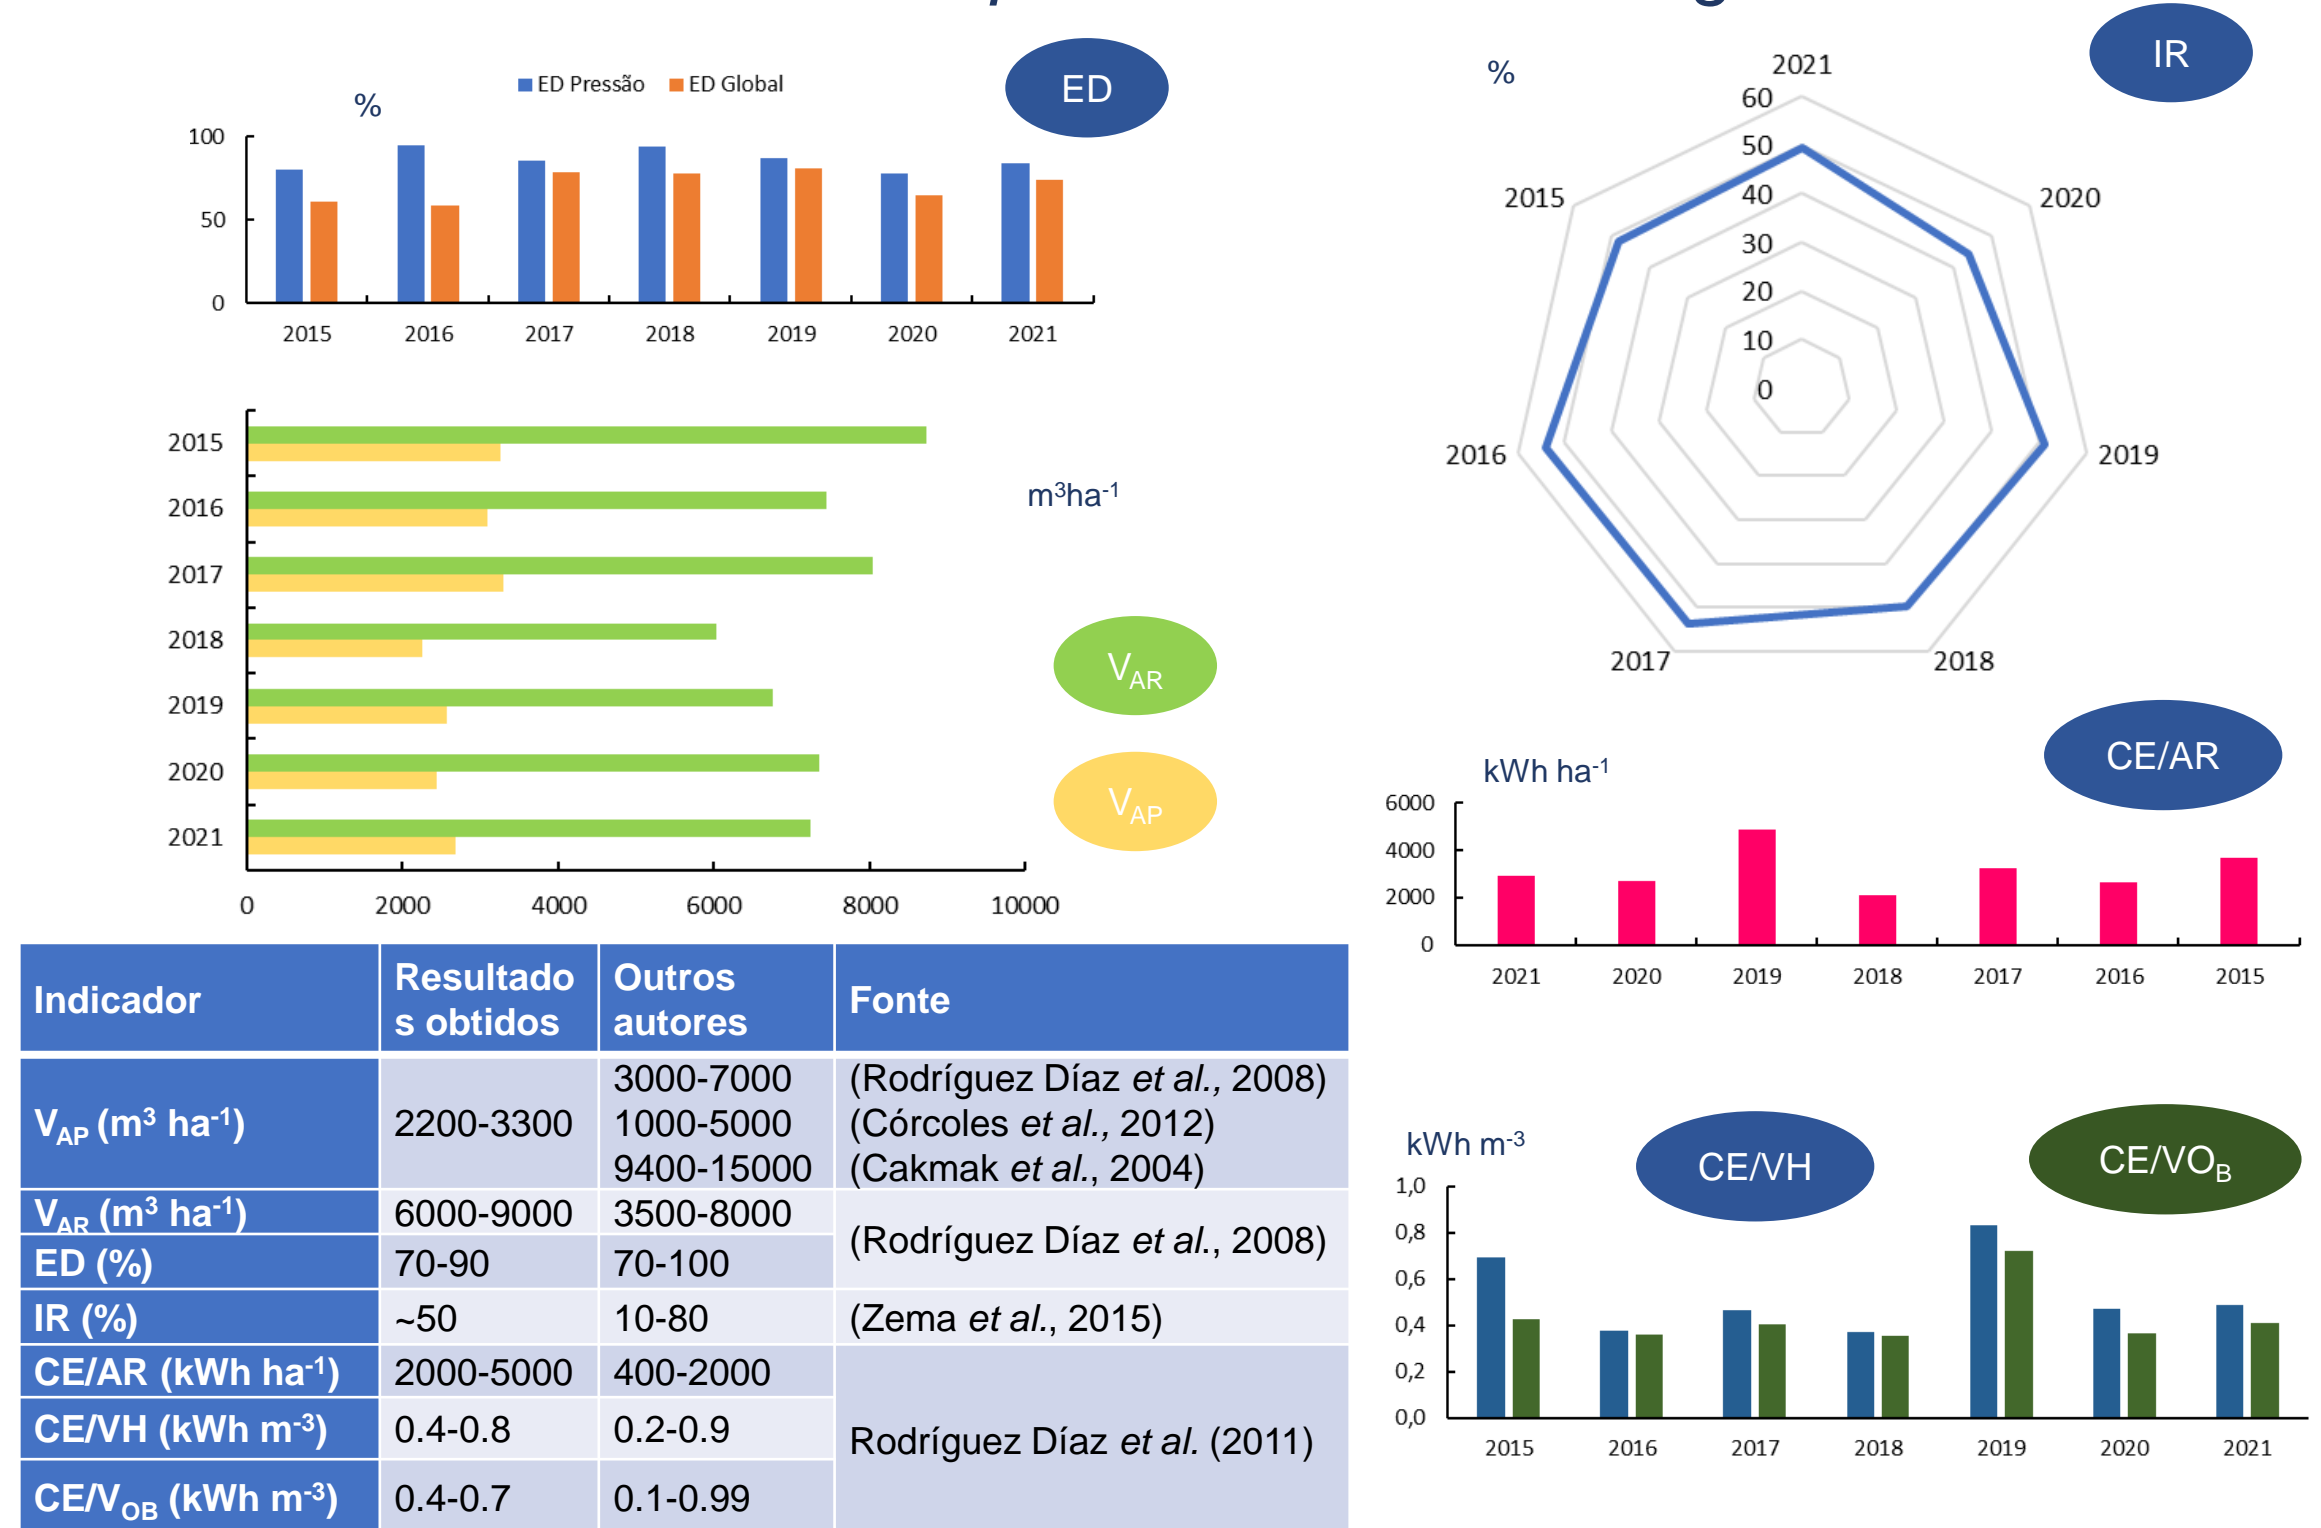 ED Pressão ED Global
%
ED
100
50
0
2015 2016 2017 2018 2019 2020 2021
2015
2016
2017
2018
2019
2020
2021
m³ha⁻¹
V_AR
V_AP
0 2000 4000 6000 8000 10000
%
IR
2021
60
50
40
30
20
10
0
2015
2020
2016
2019
2017
2018
kWh ha⁻¹
CE/AR
6000
4000
2000
0
2021 2020 2019 2018 2017 2016 2015
kWh m⁻³
CE/VH
CE/VO_B
1,0
0,8
0,6
0,4
0,2
0,0
2015 2016 2017 2018 2019 2020 2021
Indicador
Resultado
s obtidos
Outros
autores
Fonte
V_AP (m³ ha⁻¹)
2200-3300
3000-7000
1000-5000
9400-15000
(Rodríguez Díaz et al., 2008)
(Córcoles et al., 2012)
(Cakmak et al., 2004)
V_AR (m³ ha⁻¹) 6000-9000 3500-8000
(Rodríguez Díaz et al., 2008)
ED (%) 70-90 70-100
IR (%) ~50 10-80 (Zema et al., 2015)
CE/AR (kWh ha⁻¹) 2000-5000 400-2000
CE/VH (kWh m⁻³) 0.4-0.8 0.2-0.9
Rodríguez Díaz et al. (2011)
CE/V_OB (kWh m⁻³) 0.4-0.7 0.1-0.99